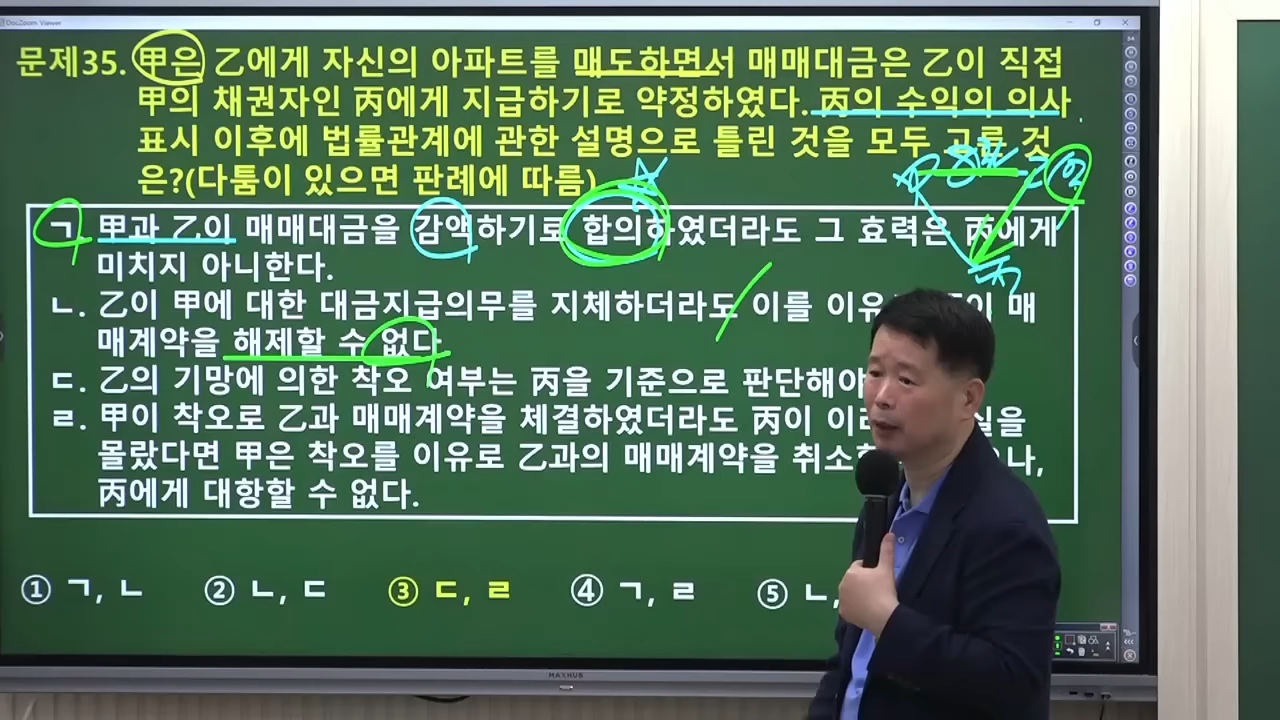 DocZoom Viewer
문제35. 甲은 乙에게 자신의 아파트를 매도하면서 매매대금은 乙이 직접
甲의 채권자인 丙에게 지급하기로 약정하였다. 丙의 수익의 의사
표시 이후에 법률관계에 관한 설명으로 틀린 것을 모두 고른 것
은?(다툼이 있으면 판례에 따름)
ㄱ. 甲과 乙이 매매대금을 감액하기로 합의하였더라도 그 효력은 丙에게
미치지 아니한다.
ㄴ. 乙이 甲에 대한 대금지급의무를 지체하더라도 이를 이유 매
매계약을 해제할 수 없다.
ㄷ. 乙의 기망에 의한 착오 여부는 丙을 기준으로 판단해야
ㄹ. 甲이 착오로 乙과 매매계약을 체결하였더라도 丙이 실을
몰랐다면 甲은 착오를 이유로 乙과의 매매계약을 나,
丙에게 대항할 수 없다.
① ㄱ, ㄴ ② ㄴ, ㄷ ③ ㄷ, ㄹ ④ ㄱ, ㄹ ⑤ ㄴ,
丙
MAXHUB